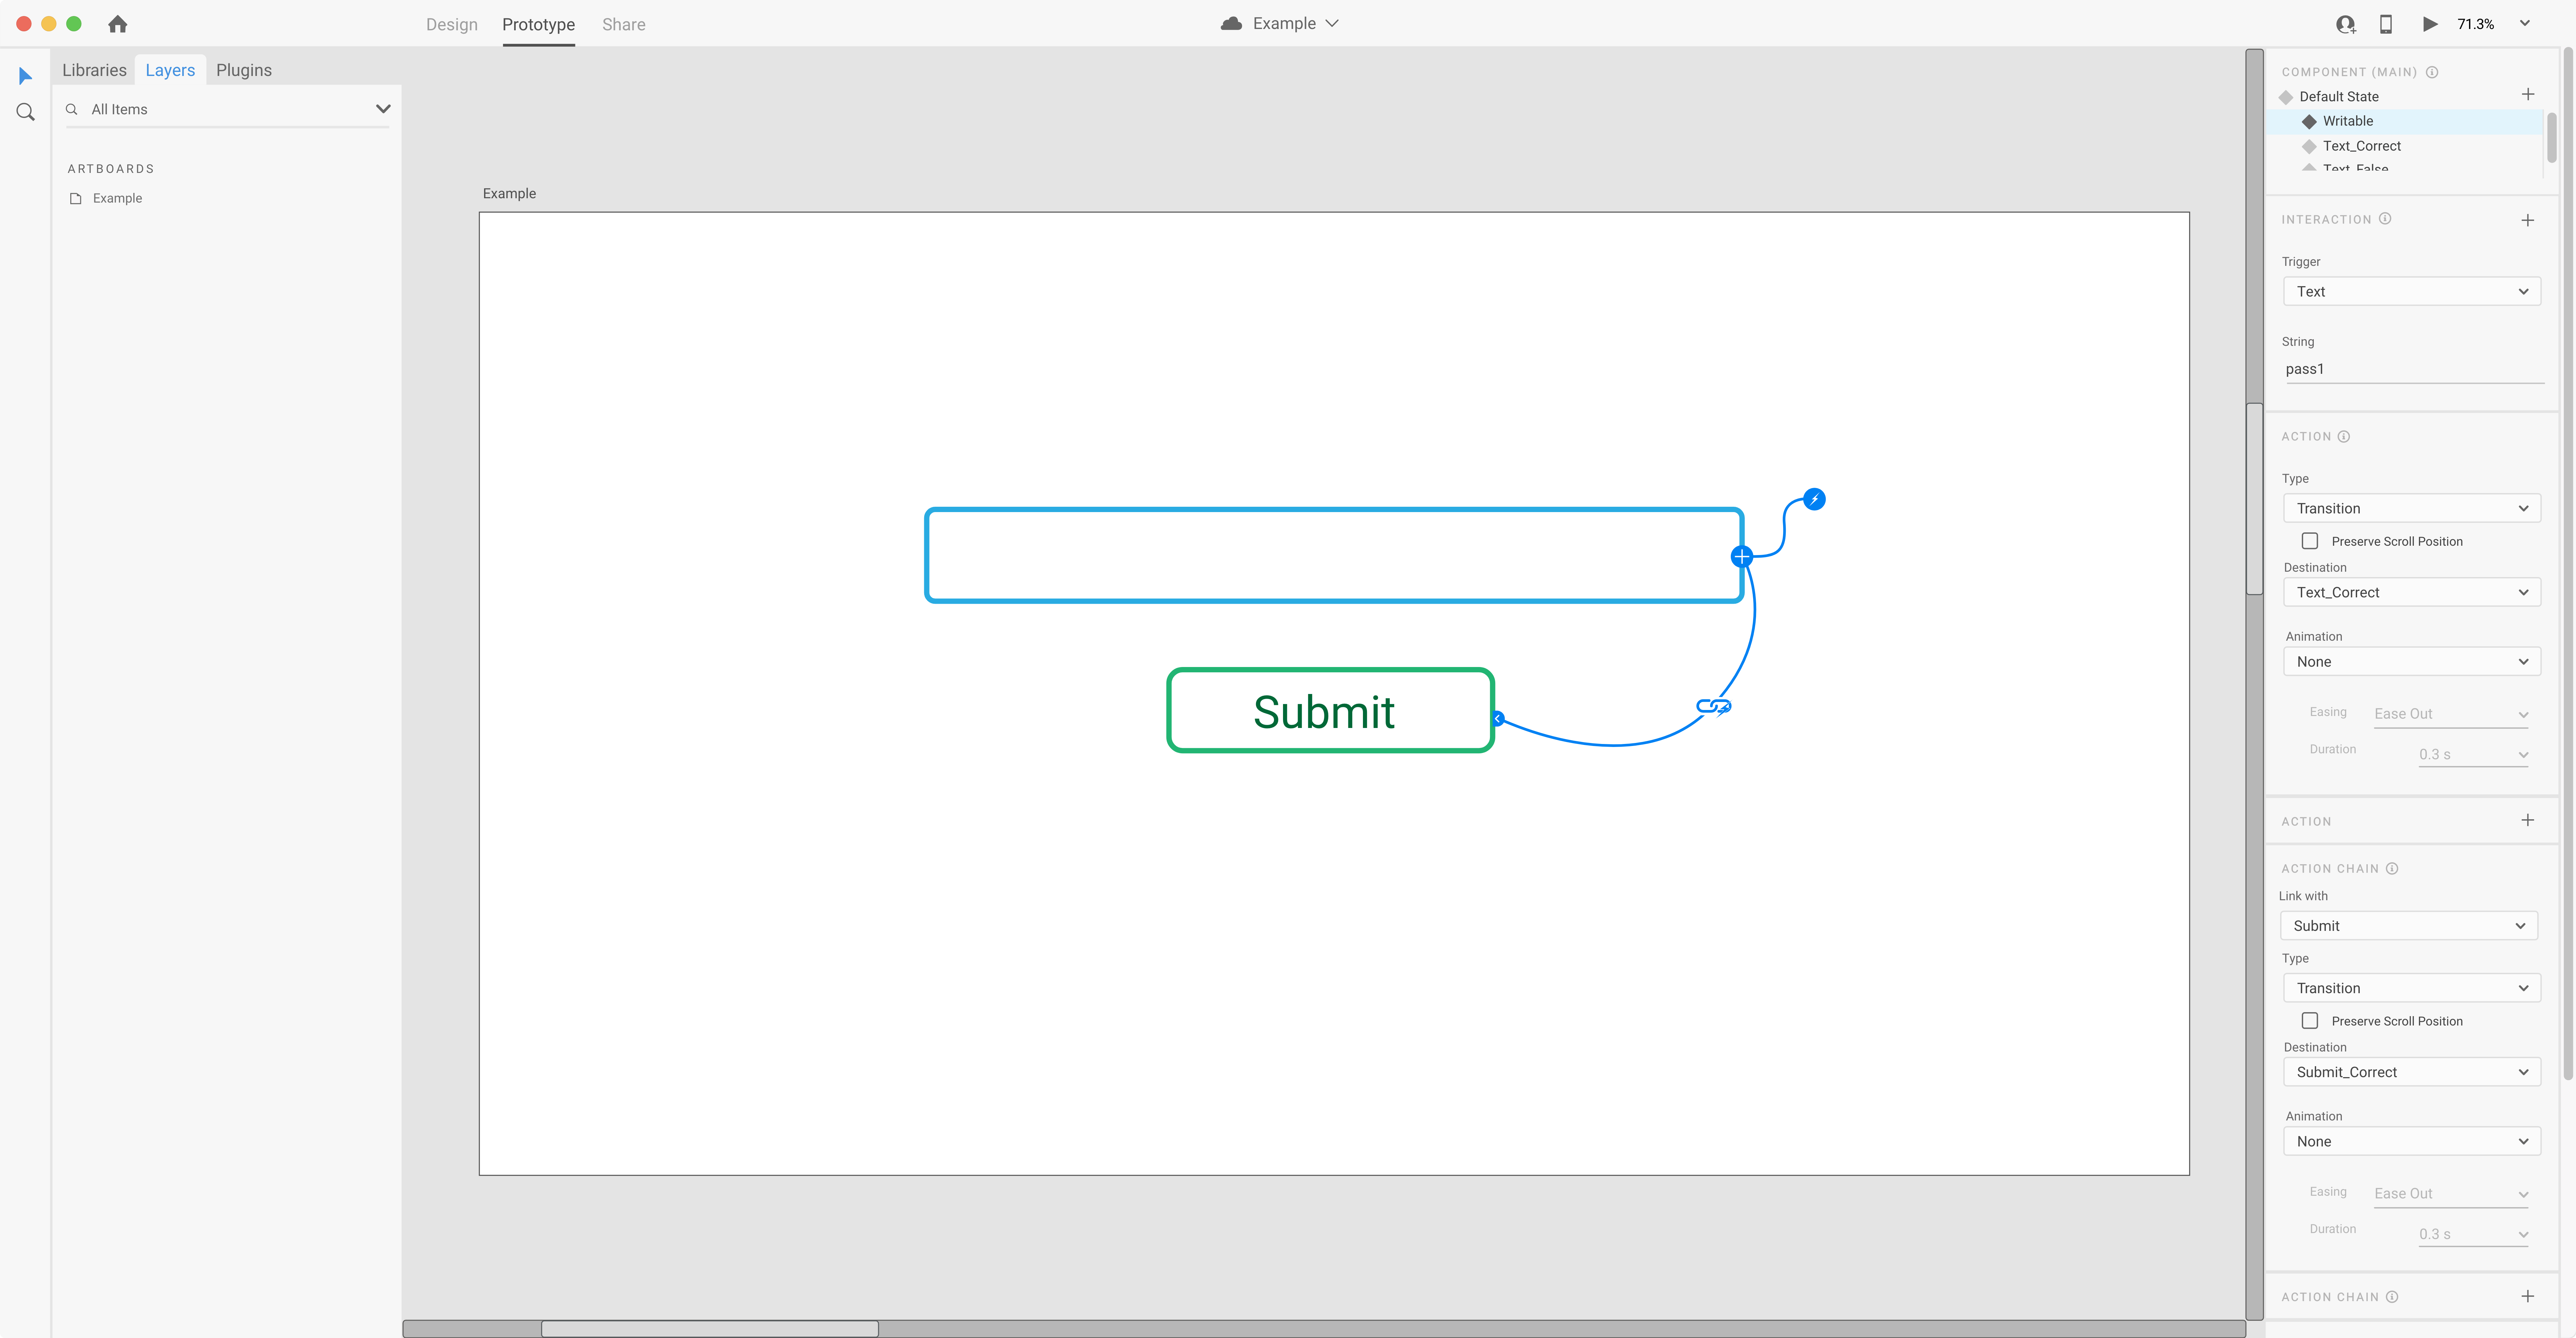 Design Prototype Share
Example
71.3%
Libraries Layers Plugins
All Items
ARTBOARDS
Example
Example
Submit
COMPONENT (MAIN)
Default State
Writable
Text_Correct
Text_False
INTERACTION
Trigger
Text
String
pass1
ACTION
Type
Transition
Preserve Scroll Position
Destination
Text_Correct
Animation
None
Easing Ease Out
Duration 0.3 s
ACTION
ACTION CHAIN
Link with
Submit
Type
Transition
Preserve Scroll Position
Destination
Submit_Correct
Animation
None
Easing Ease Out
Duration 0.3 s
ACTION CHAIN